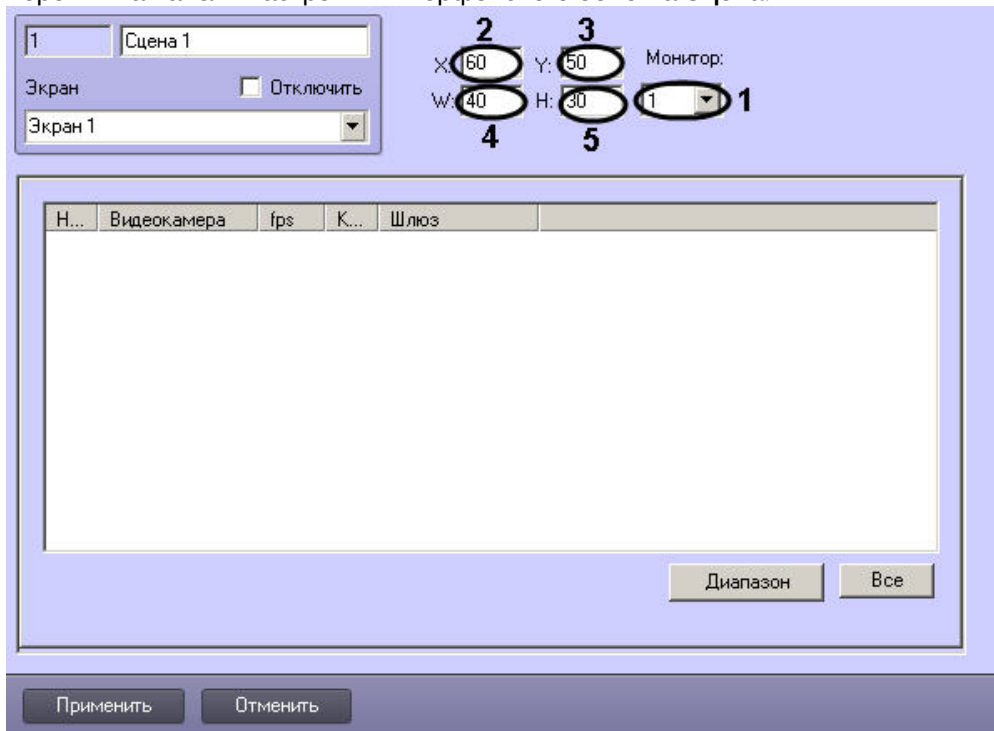 2 3
1 Сцена 1
X: 60 Y: 50 Монитор:
Экран Отключить
W: 40 H: 30 1 1
Экран 1
4 5
Н... Видеокамера fps К... Шлюз
Диапазон Все
Применить Отменить